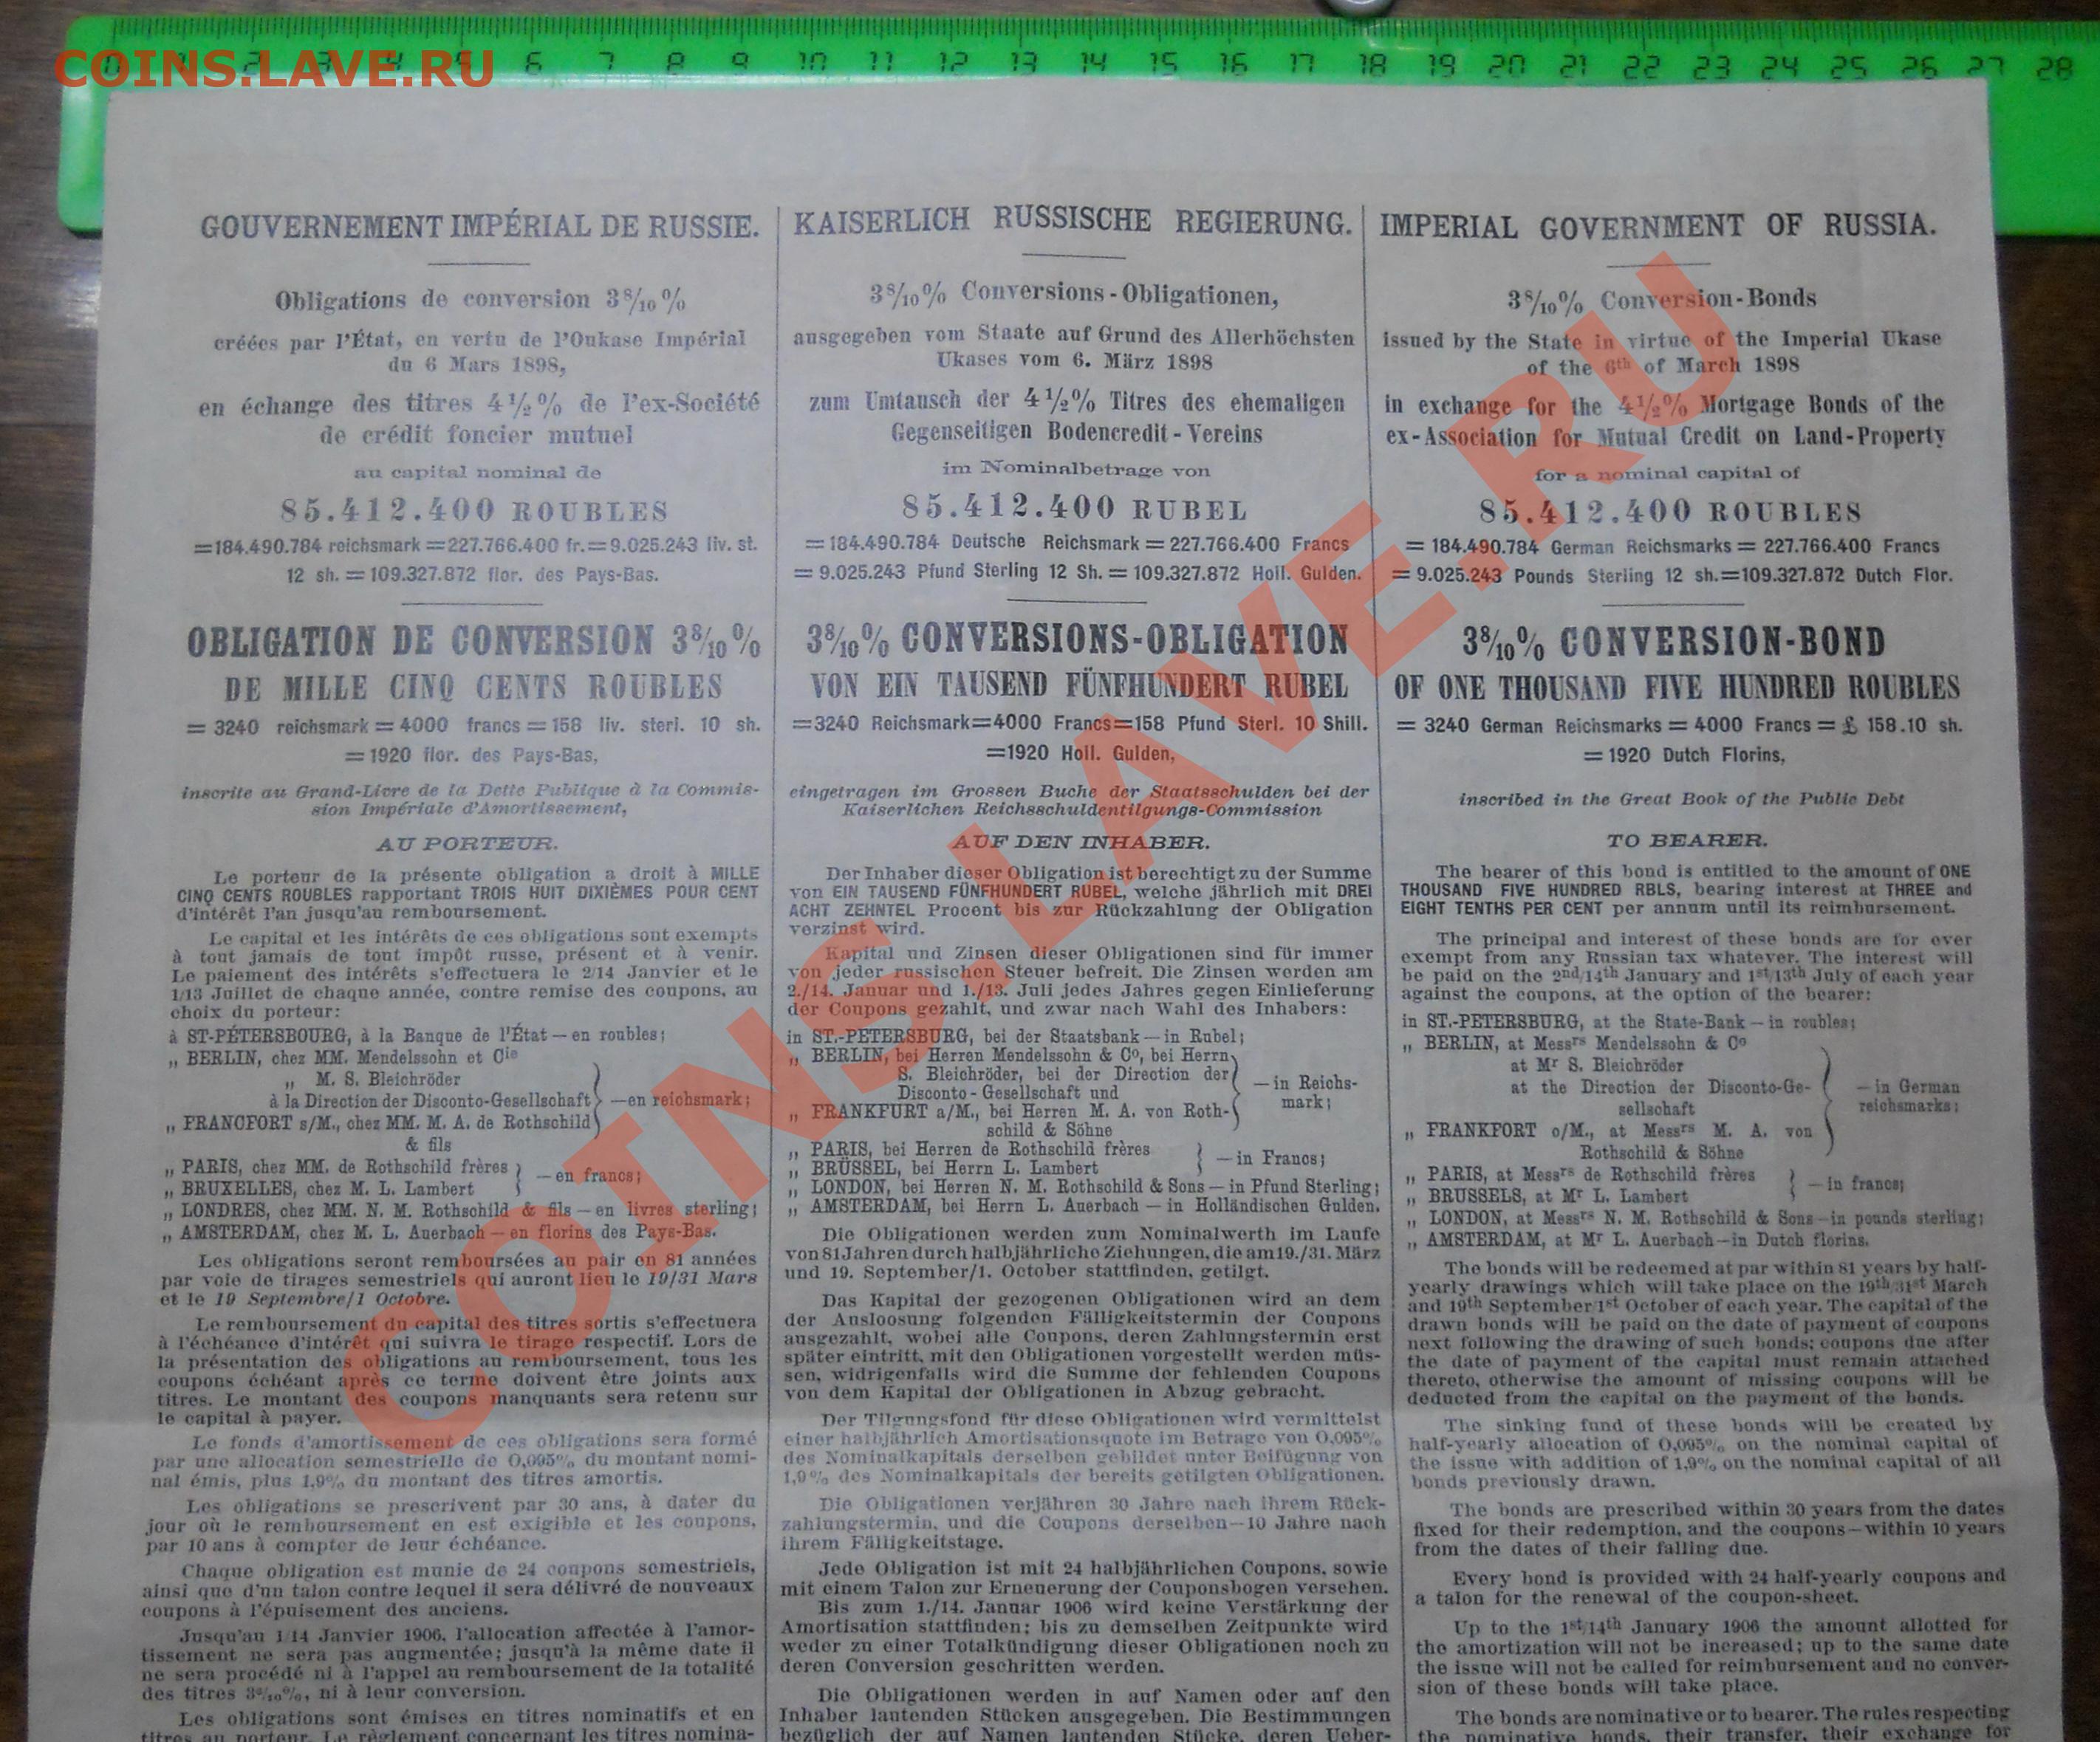 COINS.LAVE.RU
6 7 8 9 10 11 12 13 14 15 16 17 18 19 20 21 22 23 24 25 26 27 28
GOUVERNEMENT IMPÉRIAL DE RUSSIE.
Obligations de conversion 3 8/10 %
créées par l'État, en vertu de l'Oukase Impérial
du 6 Mars 1898,
en échange des titres 4 1/2 % de l'ex-Société
de crédit foncier mutuel
au capital nominal de
85.412.400 ROUBLES
=184.490.784 reichsmark =227.766.400 fr.=9.025.243 liv. st.
12 sh. =109.327.872 flor. des Pays-Bas.
OBLIGATION DE CONVERSION 3 8/10 %
DE MILLE CINQ CENTS ROUBLES
= 3240 reichsmark = 4000 francs = 158 liv. sterl. 10 sh.
=1920 flor. des Pays-Bas,
inscrite au Grand-Livre de la Dette Publique à la Commis-
sion Impériale d'Amortissement,
AU PORTEUR.
Le porteur de la présente obligation a droit à MILLE
CINQ CENTS ROUBLES rapportant TROIS HUIT DIXIÈMES POUR CENT
d'intérêt l'an jusqu'au remboursement.
Le capital et les intérêts de ces obligations sont exempts
à tout jamais de tout impôt russe, présent et à venir.
Le paiement des intérêts s'effectuera le 2/14 Janvier et le
1/13 Juillet de chaque année, contre remise des coupons, au
choix du porteur:
à ST-PÉTERSBOURG, à la Banque de l'État — en roubles;
„ BERLIN, chez MM. Mendelssohn et Cie
„ M. S. Bleichröder
à la Direction der Disconto-Gesellschaft —en reichsmark;
„ FRANCFORT s/M., chez MM. M. A. de Rothschild
& fils
„ PARIS, chez MM. de Rothschild frères
— en francs;
„ BRUXELLES, chez M. L. Lambert
„ LONDRES, chez MM. N. M. Rothschild & fils — en livres sterling;
„ AMSTERDAM, chez M. L. Auerbach — en florins des Pays-Bas.
Les obligations seront remboursées au pair en 81 années
par voie de tirages semestriels qui auront lieu le 19/31 Mars
et le 19 Septembre/1 Octobre.
Le remboursement du capital des titres sortis s'effectuera
à l'échéance d'intérêt qui suivra le tirage respectif. Lors de
la présentation des obligations au remboursement, tous les
coupons échéant après ce terme doivent être joints aux
titres. Le montant des coupons manquants sera retenu sur
le capital à payer.
Le fonds d'amortissement de ces obligations sera formé
par une allocation semestrielle de 0,095% du montant nomi-
nal émis, plus 1,9% du montant des titres amortis.
Les obligations se prescrivent par 30 ans, à dater du
jour où le remboursement en est exigible et les coupons,
par 10 ans à compter de leur échéance.
Chaque obligation est munie de 24 coupons semestriels,
ainsi que d'un talon contre lequel il sera délivré de nouveaux
coupons à l'épuisement des anciens.
Jusqu'au 1/14 Janvier 1906, l'allocation affectée à l'amor-
tissement ne sera pas augmentée; jusqu'à la même date il
ne sera procédé ni à l'appel au remboursement de la totalité
des titres 3 8/10 %, ni à leur conversion.
Les obligations sont émises en titres nominatifs et en
titres au porteur. Le règlement concernant les titres nomina-
KAISERLICH RUSSISCHE REGIERUNG.
3 8/10 % Conversions-Obligationen,
ausgegeben vom Staate auf Grund des Allerhöchsten
Ukases vom 6. März 1898
zum Umtausch der 4 1/2 % Titres des ehemaligen
Gegenseitigen Bodencredit-Vereins
im Nominalbetrage von
85.412.400 RUBEL
=184.490.784 Deutsche Reichsmark = 227.766.400 Francs
= 9.025.243 Pfund Sterling 12 Sh. = 109.327.872 Holl. Gulden.
3 8/10 % CONVERSIONS-OBLIGATION
VON EIN TAUSEND FÜNFHUNDERT RUBEL
=3240 Reichsmark=4000 Francs=158 Pfund Sterl. 10 Shill.
=1920 Holl. Gulden,
eingetragen im Grossen Buche der Staatsschulden bei der
Kaiserlichen Reichsschuldentilgungs-Commission
AUF DEN INHABER.
Der Inhaber dieser Obligation ist berechtigt zu der Summe
von EIN TAUSEND FÜNFHUNDERT RUBEL, welche jährlich mit DREI
ACHT ZEHNTEL Procent bis zur Rückzahlung der Obligation
verzinst wird.
Kapital und Zinsen dieser Obligationen sind für immer
von jeder russischen Steuer befreit. Die Zinsen werden am
2./14. Januar und 1./13. Juli jedes Jahres gegen Einlieferung
der Coupons gezahlt, und zwar nach Wahl des Inhabers:
in ST.-PETERSBURG, bei der Staatsbank — in Rubel;
„ BERLIN, bei Herren Mendelssohn & Co, bei Herrn
S. Bleichröder, bei der Direction der
Disconto-Gesellschaft und
— in Reichs-
mark;
„ FRANKFURT a/M., bei Herren M. A. von Roth-
schild & Söhne
„ PARIS, bei Herren de Rothschild frères
— in Francs;
„ BRÜSSEL, bei Herrn L. Lambert
„ LONDON, bei Herren N. M. Rothschild & Sons — in Pfund Sterling;
„ AMSTERDAM, bei Herrn L. Auerbach — in Holländischen Gulden.
Die Obligationen werden zum Nominalwerth im Laufe
von 81 Jahren durch halbjährliche Ziehungen, die am 19./31. März
und 19. September/1. October stattfinden, getilgt.
Das Kapital der gezogenen Obligationen wird an dem
der Ausloosung folgenden Fälligkeitstermin der Coupons
ausgezahlt, wobei alle Coupons, deren Zahlungstermin erst
später eintritt, mit den Obligationen vorgestellt werden müs-
sen, widrigenfalls wird die Summe der fehlenden Coupons
von dem Kapital der Obligationen in Abzug gebracht.
Der Tilgungsfond für diese Obligationen wird vermittelst
einer halbjährlich Amortisationsquote im Betrage von 0,095%
des Nominalkapitals derselben gebildet unter Beifügung von
1,9% des Nominalkapitals der bereits getilgten Obligationen.
Die Obligationen verjähren 30 Jahre nach ihrem Rück-
zahlungstermin, und die Coupons derselben—10 Jahre nach
ihrem Fälligkeitstage.
Jede Obligation ist mit 24 halbjährlichen Coupons, sowie
mit einem Talon zur Erneuerung der Couponsbogen versehen.
Bis zum 1./14. Januar 1906 wird keine Verstärkung der
Amortisation stattfinden; bis zu demselben Zeitpunkte wird
weder zu einer Totalkündigung dieser Obligationen noch zu
deren Conversion geschritten werden.
Die Obligationen werden in auf Namen oder auf den
Inhaber lautenden Stücken ausgegeben. Die Bestimmungen
bezüglich der auf Namen lautenden Stücke, deren Ueber-
IMPERIAL GOVERNMENT OF RUSSIA.
3 8/10 % Conversion-Bonds
issued by the State in virtue of the Imperial Ukase
of the 6th of March 1898
in exchange for the 4 1/2 % Mortgage Bonds of the
ex-Association for Mutual Credit on Land-Property
for a nominal capital of
85.412.400 ROUBLES
= 184.490.784 German Reichsmarks = 227.766.400 Francs
= 9.025.243 Pounds Sterling 12 sh.=109.327.872 Dutch Flor.
3 8/10 % CONVERSION-BOND
OF ONE THOUSAND FIVE HUNDRED ROUBLES
= 3240 German Reichsmarks = 4000 Francs = £ 158.10 sh.
= 1920 Dutch Florins,
inscribed in the Great Book of the Public Debt
TO BEARER.
The bearer of this bond is entitled to the amount of ONE
THOUSAND FIVE HUNDRED RBLS, bearing interest at THREE and
EIGHT TENTHS PER CENT per annum until its reimbursement.
The principal and interest of these bonds are for ever
exempt from any Russian tax whatever. The interest will
be paid on the 2nd/14th January and 1st/13th July of each year
against the coupons, at the option of the bearer:
in ST.-PETERSBURG, at the State-Bank — in roubles;
„ BERLIN, at Messrs Mendelssohn & Co
at Mr S. Bleichröder
at the Direction der Disconto-Ge-
sellschaft
— in German
reichsmarks;
„ FRANKFORT o/M., at Messrs M. A. von
Rothschild & Söhne
„ PARIS, at Messrs de Rothschild frères
— in francs;
„ BRUSSELS, at Mr L. Lambert
„ LONDON, at Messrs N. M. Rothschild & Sons — in pounds sterling;
„ AMSTERDAM, at Mr L. Auerbach — in Dutch florins.
The bonds will be redeemed at par within 81 years by half-
yearly drawings which will take place on the 19th/31st March
and 19th September/1st October of each year. The capital of the
drawn bonds will be paid on the date of payment of coupons
next following the drawing of such bonds; coupons due after
the date of payment of the capital must remain attached
thereto, otherwise the amount of missing coupons will be
deducted from the capital on the payment of the bonds.
The sinking fund of these bonds will be created by
half-yearly allocation of 0,095% on the nominal capital of
the issue with addition of 1,9% on the nominal capital of all
bonds previously drawn.
The bonds are prescribed within 30 years from the dates
fixed for their redemption, and the coupons—within 10 years
from the dates of their falling due.
Every bond is provided with 24 half-yearly coupons and
a talon for the renewal of the coupon-sheet.
Up to the 1st/14th January 1906 the amount allotted for
the amortization will not be increased; up to the same date
the issue will not be called for reimbursement and no conver-
sion of these bonds will take place.
The bonds are nominative or to bearer. The rules respecting
the nominative bonds, their transfer, their exchange for
COINS.LAVE.RU